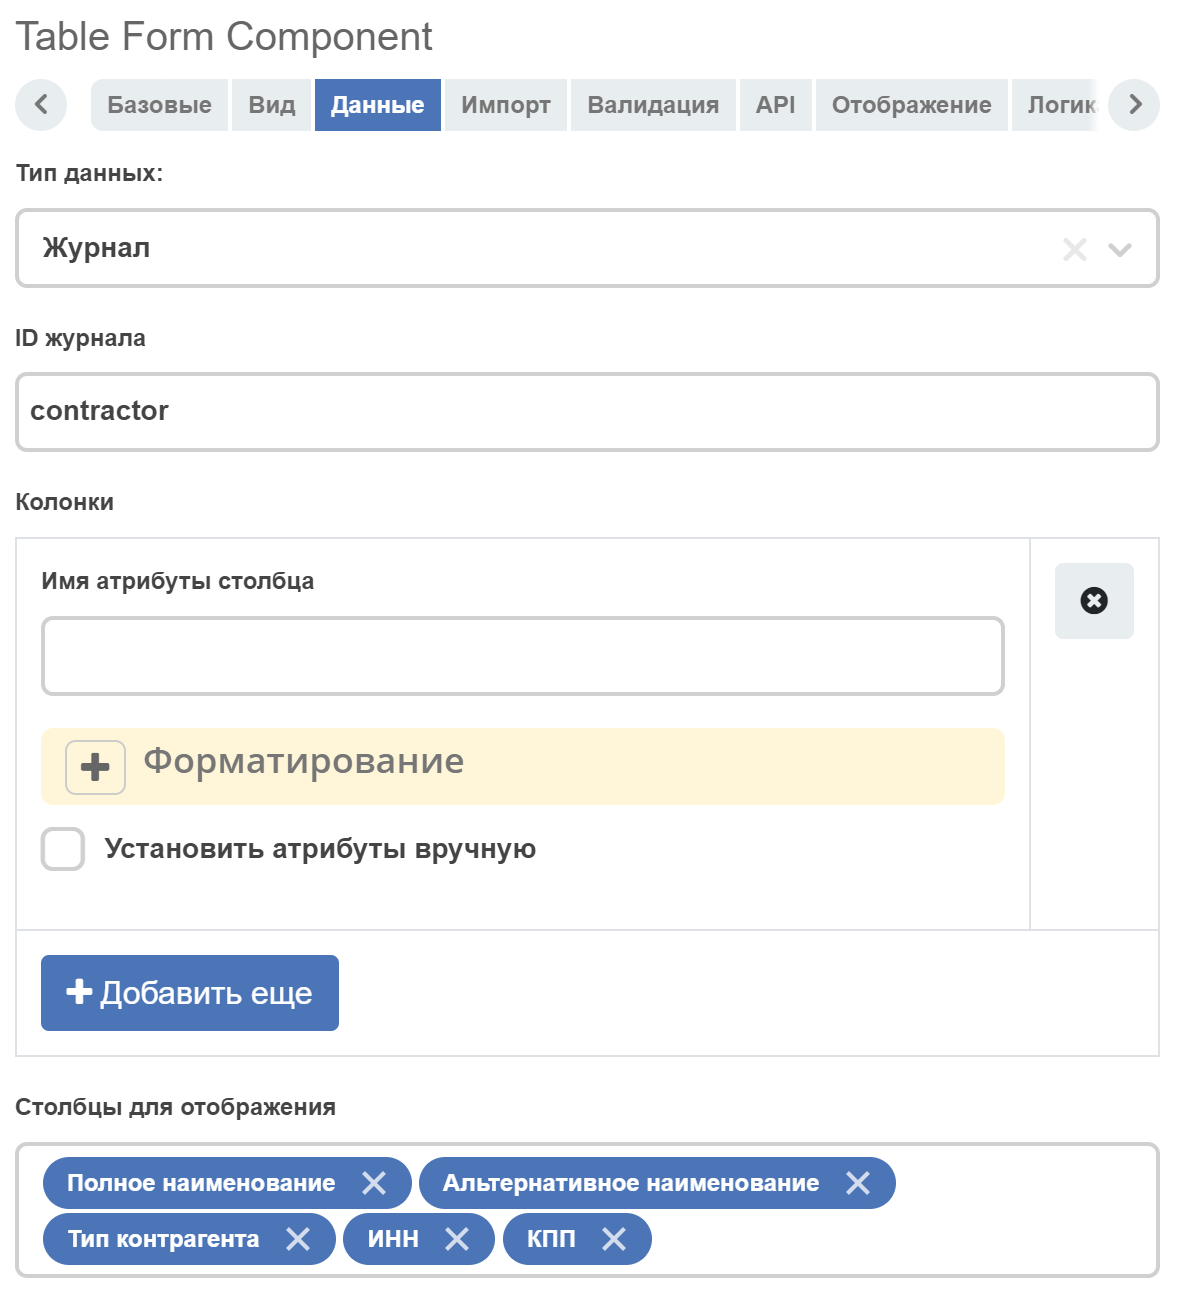 Table Form Component
Базовые Вид Данные Импорт Валидация API Отображение Логик
Тип данных:
Журнал
ID журнала
contractor
Колонки
Имя атрибуты столбца
Форматирование
Установить атрибуты вручную
Добавить еще
Столбцы для отображения
Полное наименование Альтернативное наименование
Тип контрагента ИНН КПП